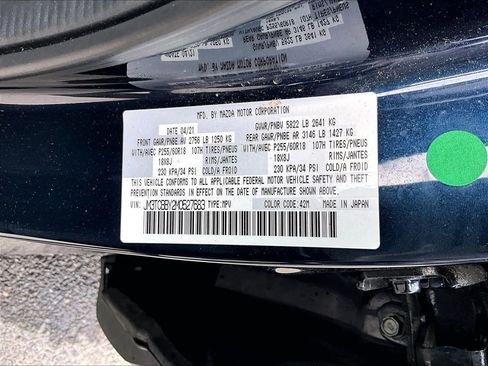 MFD. BY MAZDA MOTOR CORPORATION
DATE: 04/21 GVWR/PNBV 5822 LB 2641 KG
FRONT GAWR/PNBE AV 2756 LB 1250 KG REAR GAWR/PNBE AR 3146 LB 1427 KG
WITH/AVEC P255/60R18 107H TIRES/PNEUS WITH/AVEC P255/60R18 107H TIRES/PNEUS
18X8J RIMS/JANTES 18X8J RIMS/JANTES
230 KPA/34 PSI COLD/A FROID 230 KPA/34 PSI COLD/A FROID
THIS VEHICLE CONFORMS TO ALL APPLICABLE FEDERAL MOTOR VEHICLE SAFETY, BUMPER, AND THEFT
PREVENTION STANDARDS IN EFFECT ON THE DATE OF MANUFACTURE SHOWN ABOVE.
VIN: JM3TCBBY2M0527683 TYPE: MPV COLOR CODE: 42M MADE IN JAPAN